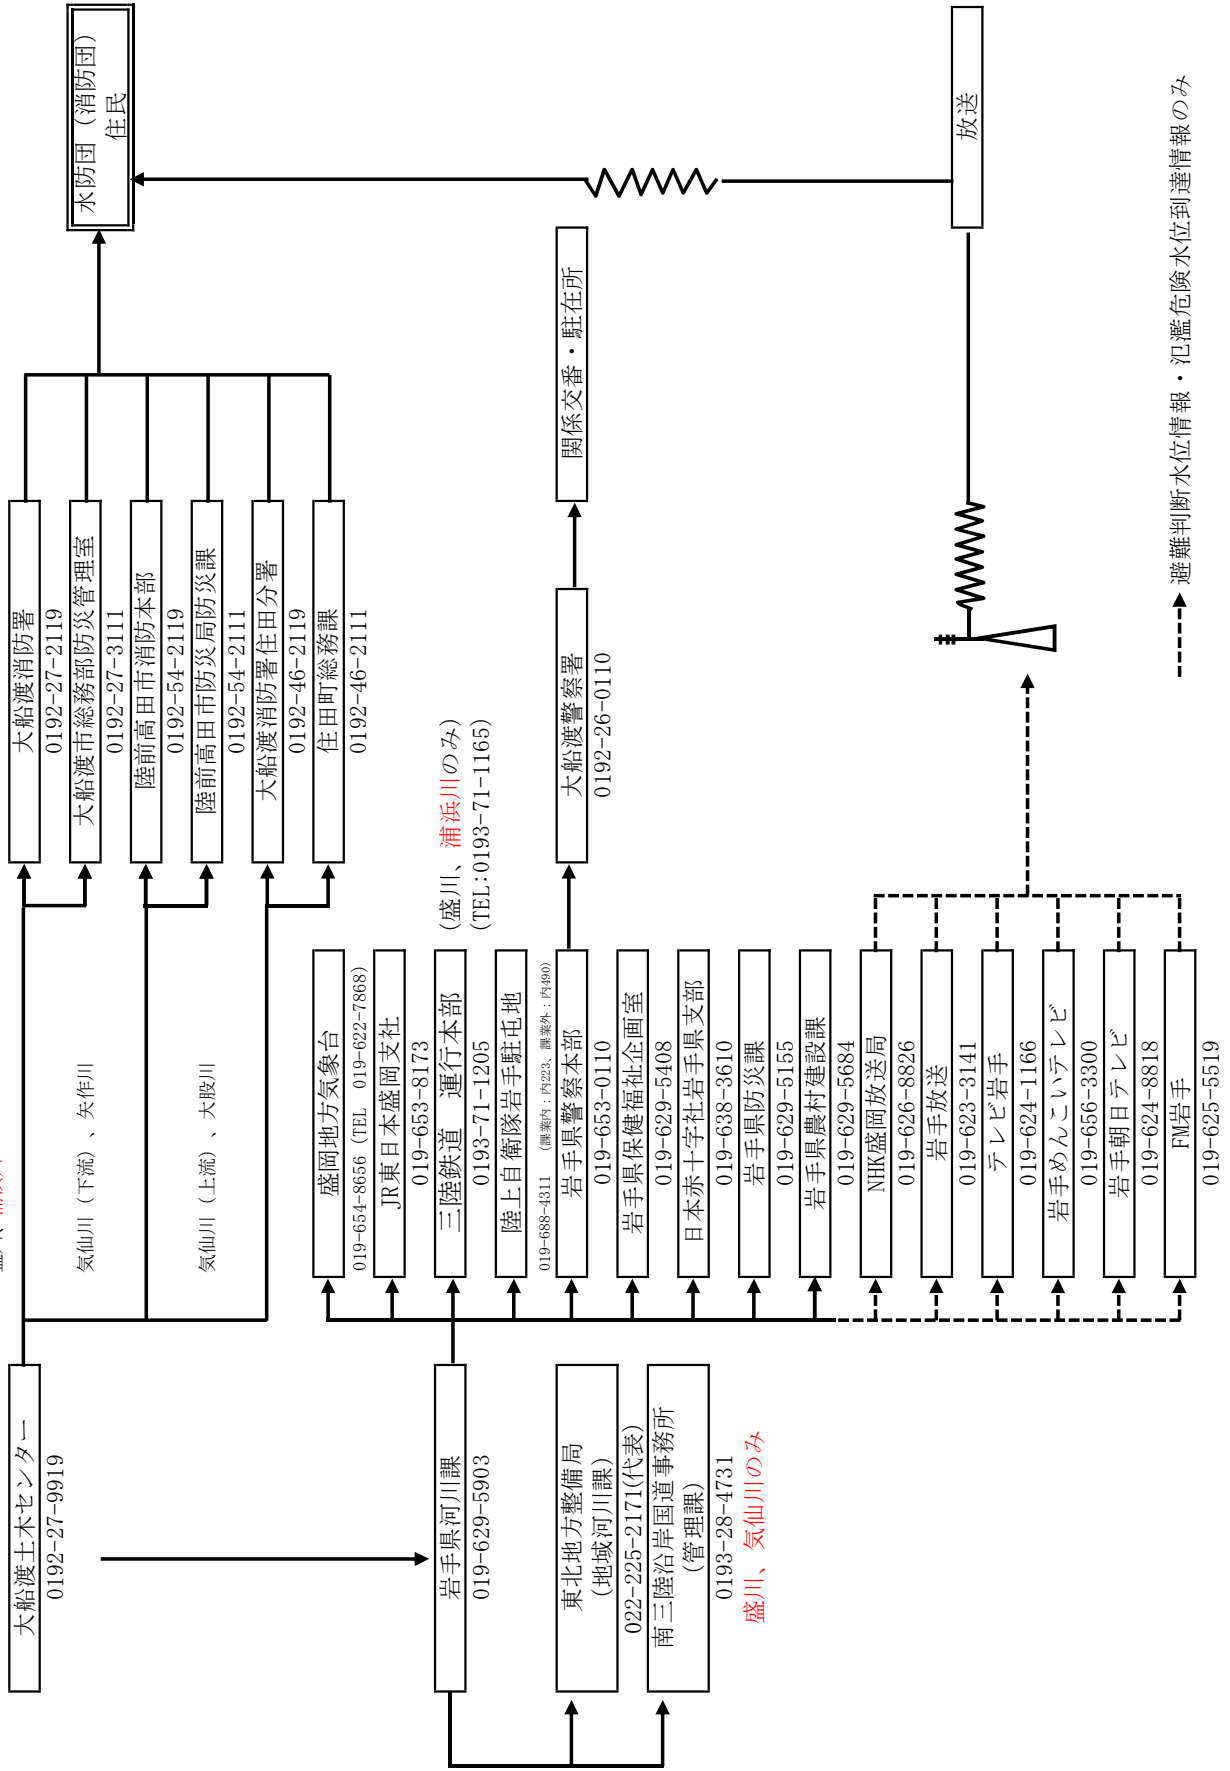 大船渡土木センター
0192-27-9919
気仙川（下流）、矢作川
気仙川（上流）、大股川
大船渡消防署
0192-27-2119
大船渡市総務部防災管理室
0192-27-3111
陸前高田市消防本部
0192-54-2119
陸前高田市防災局防災課
0192-54-2111
大船渡消防署住田分署
0192-46-2119
住田町総務課
0192-46-2111
水防団（消防団）
住民
岩手県河川課
019-629-5903
東北地方整備局
(地域河川課)
022-225-2171(代表)
南三陸沿岸国道事務所
(管理課)
0193-28-4731
盛川、気仙川のみ
盛岡地方気象台
019-654-8656 (TEL 019-622-7868)
JR東日本盛岡支社
019-653-8173
三陸鉄道　運行本部
0193-71-1205
(盛川、浦浜川のみ)
(TEL:0193-71-1165)
陸上自衛隊岩手駐屯地
019-688-4311 （課業内：内223、課業外：内490）
岩手県警察本部
019-653-0110
大船渡警察署
0192-26-0110
関係交番・駐在所
岩手県保健福祉企画室
019-629-5408
日本赤十字社岩手県支部
019-638-3610
岩手県防災課
019-629-5155
岩手県農村建設課
019-629-5684
NHK盛岡放送局
019-626-8826
岩手放送
019-623-3141
テレビ岩手
019-624-1166
岩手めんこいテレビ
019-656-3300
岩手朝日テレビ
019-624-8818
FM岩手
019-625-5519
放送
避難判断水位情報・氾濫危険水位到達情報のみ